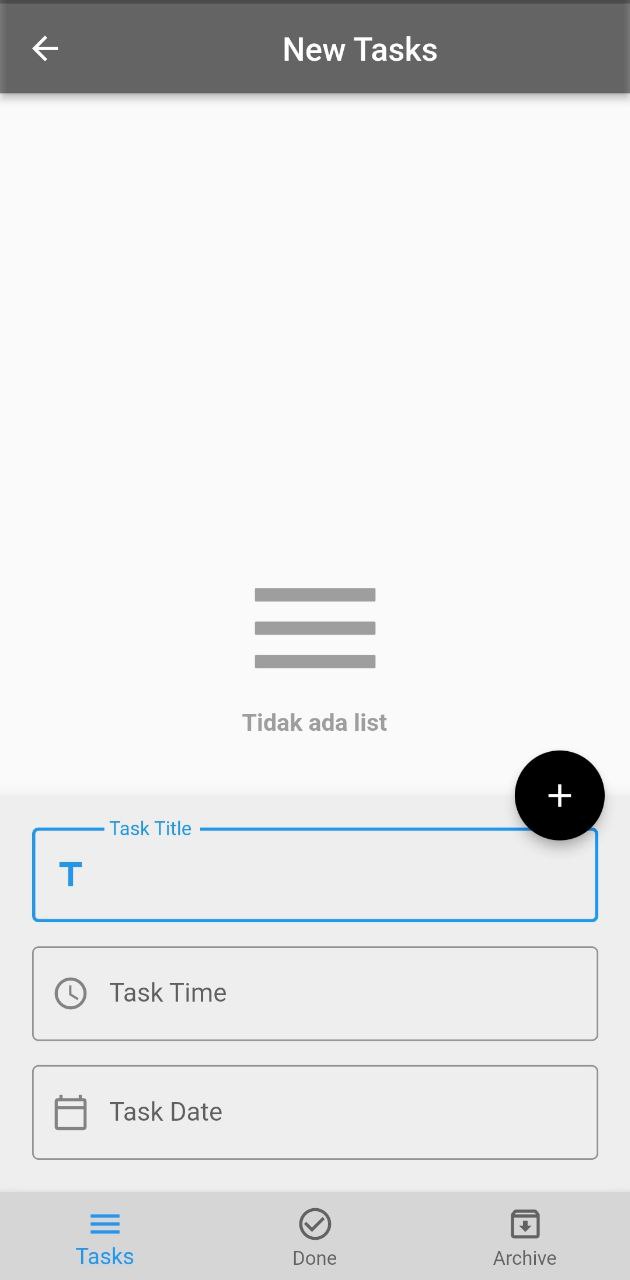 New Tasks
Tidak ada list
Task Title
Task Time
Task Date
Tasks
Done
Archive